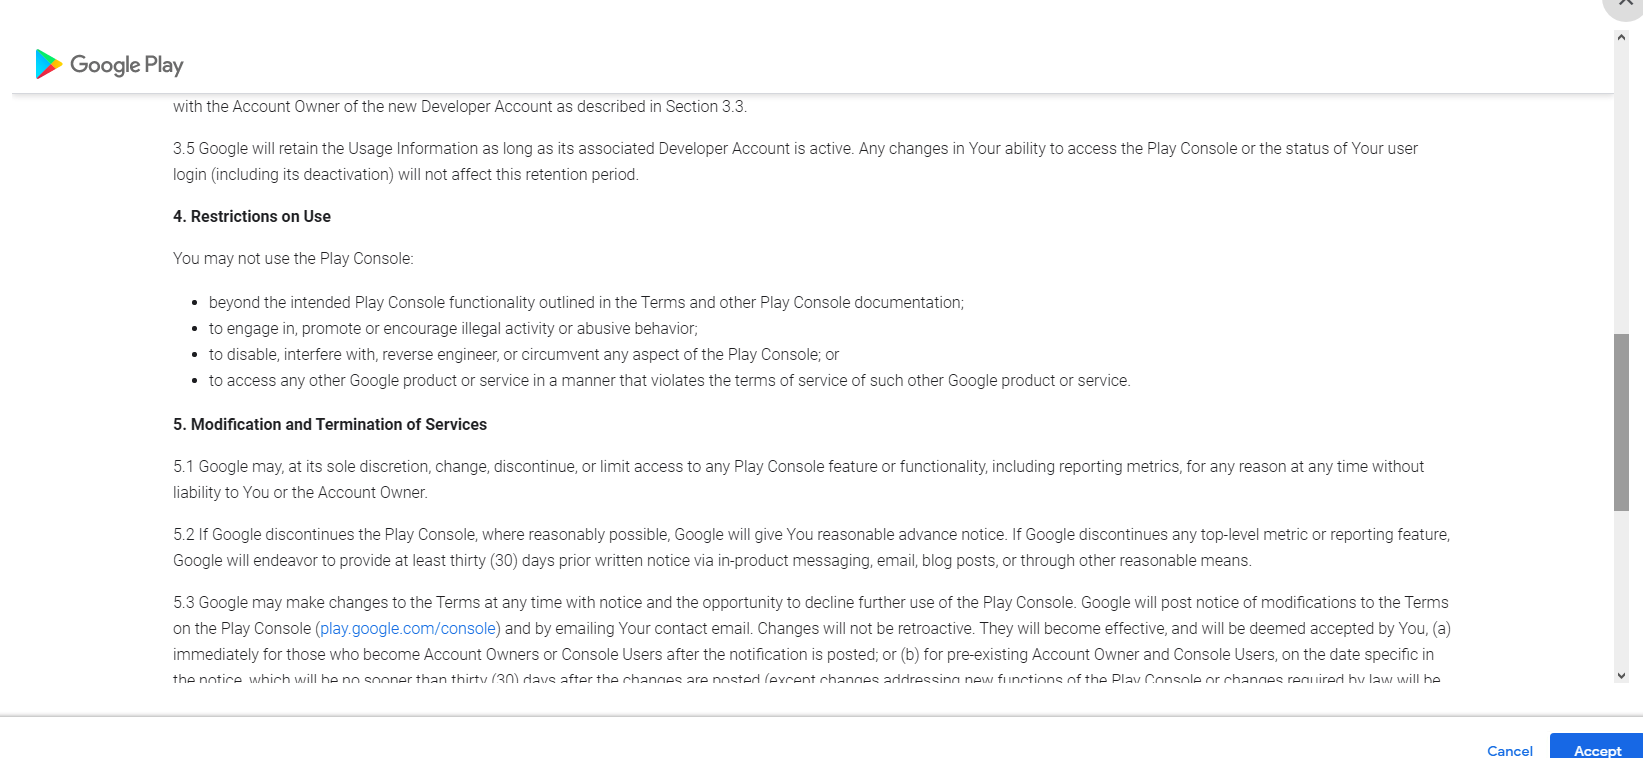 Google Play
with the Account Owner of the new Developer Account as described in Section 3.3.
3.5 Google will retain the Usage Information as long as its associated Developer Account is active. Any changes in Your ability to access the Play Console or the status of Your user
login (including its deactivation) will not affect this retention period.
4. Restrictions on Use
You may not use the Play Console:
• beyond the intended Play Console functionality outlined in the Terms and other Play Console documentation;
• to engage in, promote or encourage illegal activity or abusive behavior;
• to disable, interfere with, reverse engineer, or circumvent any aspect of the Play Console; or
• to access any other Google product or service in a manner that violates the terms of service of such other Google product or service.
5. Modification and Termination of Services
5.1 Google may, at its sole discretion, change, discontinue, or limit access to any Play Console feature or functionality, including reporting metrics, for any reason at any time without
liability to You or the Account Owner.
5.2 If Google discontinues the Play Console, where reasonably possible, Google will give You reasonable advance notice. If Google discontinues any top-level metric or reporting feature,
Google will endeavor to provide at least thirty (30) days prior written notice via in-product messaging, email, blog posts, or through other reasonable means.
5.3 Google may make changes to the Terms at any time with notice and the opportunity to decline further use of the Play Console. Google will post notice of modifications to the Terms
on the Play Console (play.google.com/console) and by emailing Your contact email. Changes will not be retroactive. They will become effective, and will be deemed accepted by You, (a)
immediately for those who become Account Owners or Console Users after the notification is posted; or (b) for pre-existing Account Owner and Console Users, on the date specific in
the notice, which will be no sooner than thirty (30) days after the changes are posted (except changes addressing new functions of the Play Console or changes required by law will be
Cancel
Accept